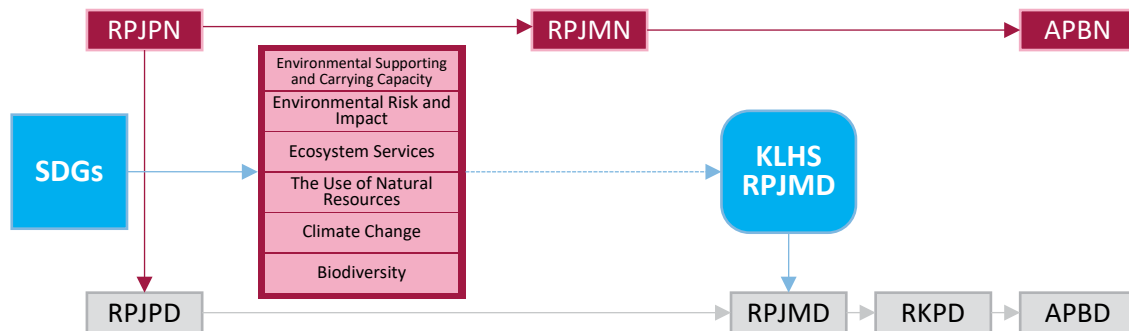 RPJPN
RPJMN
APBN
Environmental Supporting
and Carrying Capacity
Environmental Risk and
Impact
Ecosystem Services
The Use of Natural
Resources
Climate Change
Biodiversity
SDGs
KLHS
RPJMD
RPJPD
RPJMD
RKPD
APBD